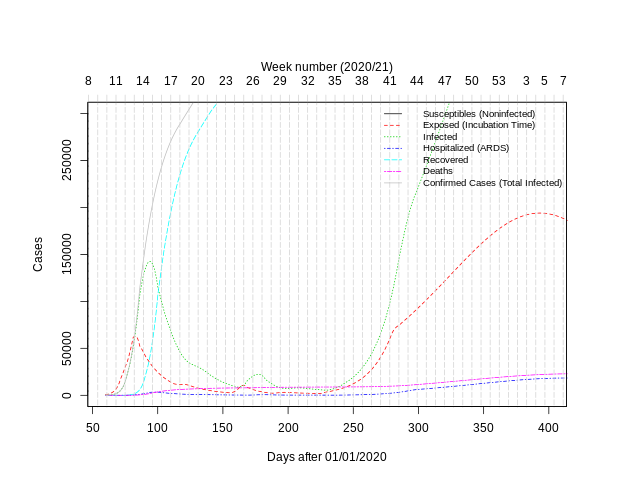 Week number (2020/21)
8 11 14 17 20 23 26 29 32 35 38 41 44 47 50 53 3 5 7
Susceptibles (Noninfected)
Exposed (Incubation Time)
Infected
Hospitalized (ARDS)
Recovered
Deaths
Confirmed Cases (Total Infected)
Cases
250000
150000
50000
0
50 100 150 200 250 300 350 400
Days after 01/01/2020